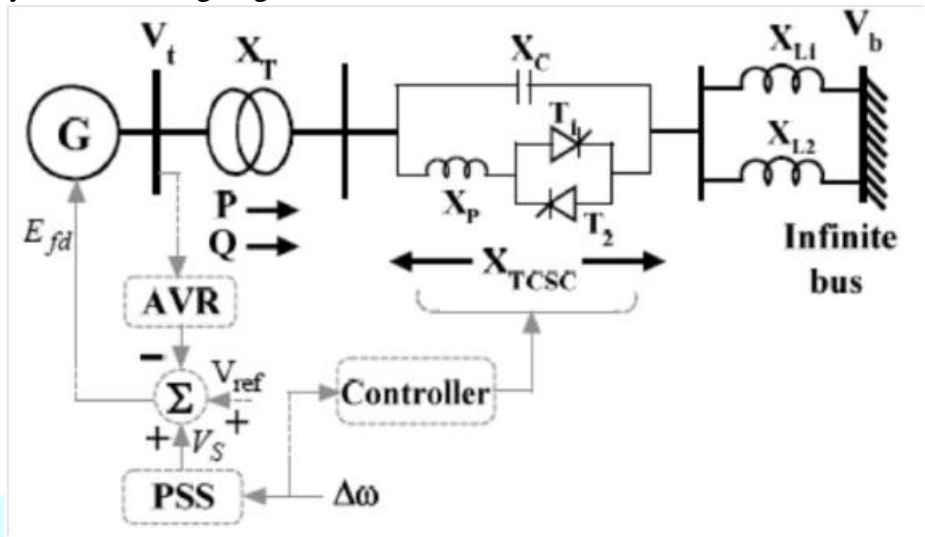 V_t
X_T
X_C
X_L1
V_b
G
T_1
X_L2
X_P
T_2
P
Q
E_fd
X_TCSC
Infinite
bus
AVR
−
V_ref
Σ
+
Controller
+
V_S
PSS
Δω